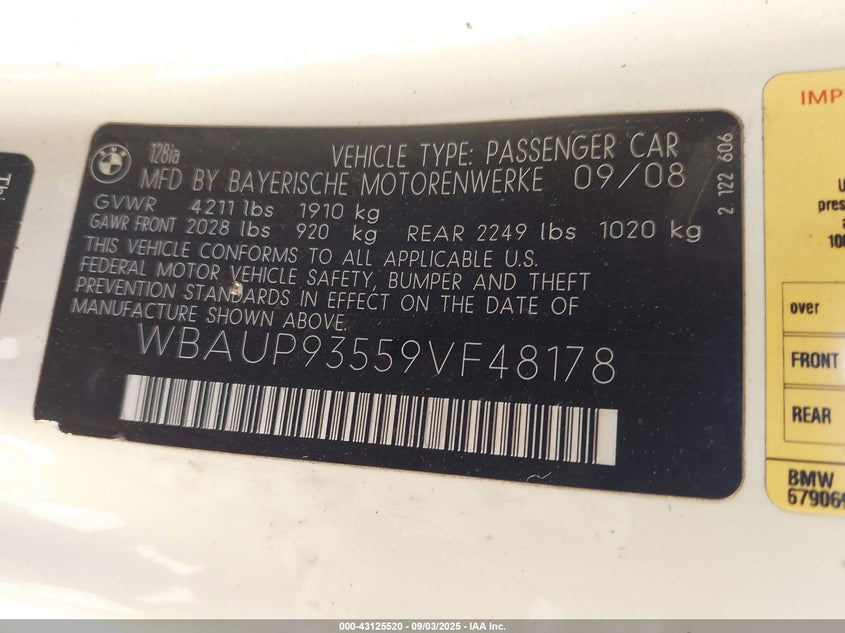 BMW
128ia
VEHICLE TYPE: PASSENGER CAR
MFD BY BAYERISCHE MOTORENWERKE 09/08
GVWR 4211 lbs 1910 kg
GAWR FRONT 2028 lbs 920 kg REAR 2249 lbs 1020 kg
THIS VEHICLE CONFORMS TO ALL APPLICABLE U.S.
FEDERAL MOTOR VEHICLE SAFETY, BUMPER AND THEFT
PREVENTION STANDARDS IN EFFECT ON THE DATE OF
MANUFACTURE SHOWN ABOVE.
WBAUP93559VF48178
2 122 606
over
FRONT
REAR
BMW
000-43125520 - 09/03/2025 - IAA Inc.